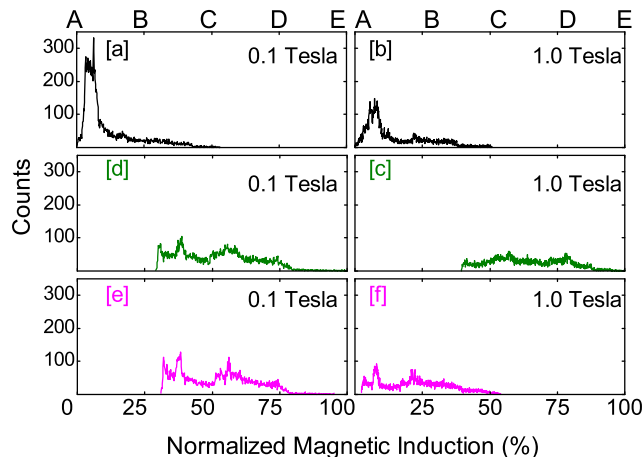 A B C D E A B C D E
300 [a] 0.1 Tesla [b] 1.0 Tesla
200
100
300 [d] 0.1 Tesla [c] 1.0 Tesla
200
100
300 [e] 0.1 Tesla [f] 1.0 Tesla
200
100
Counts
0 25 50 75 25 50 75 100
Normalized Magnetic Induction (%)